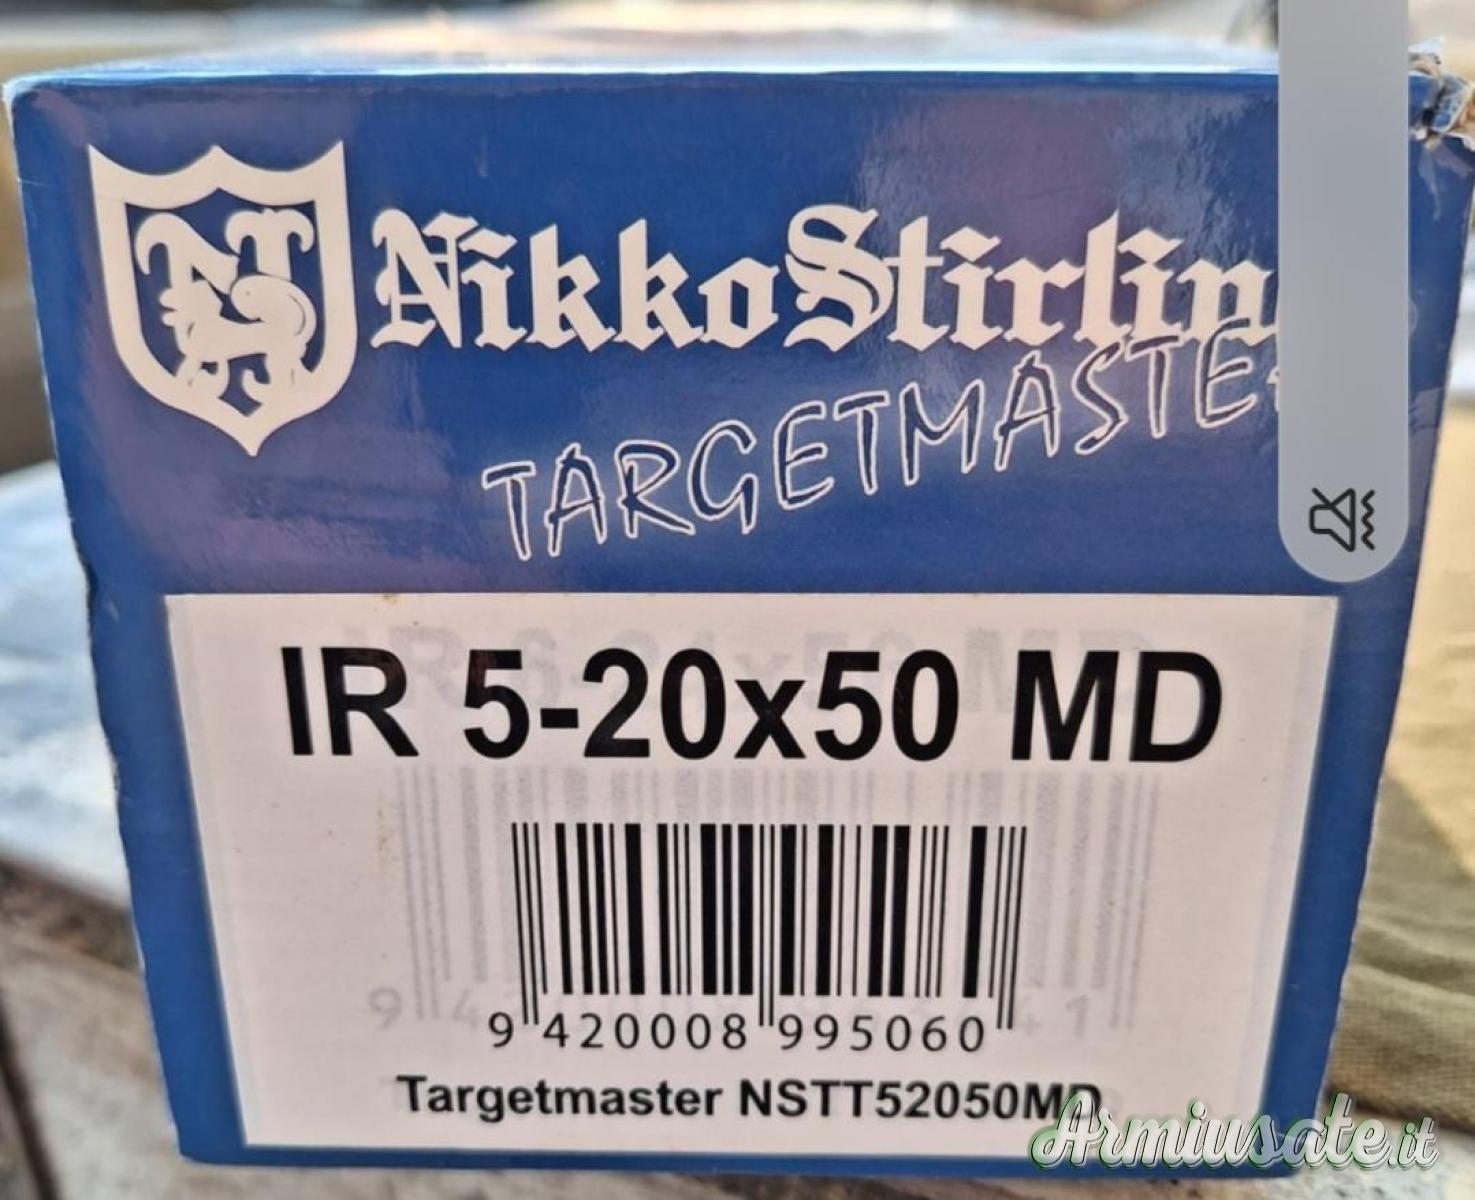 NikkoStirlin
TARGETMASTE
IR 5-20x50 MD
9 420008 995060
Targetmaster NSTT52050MD
Armiusate.it